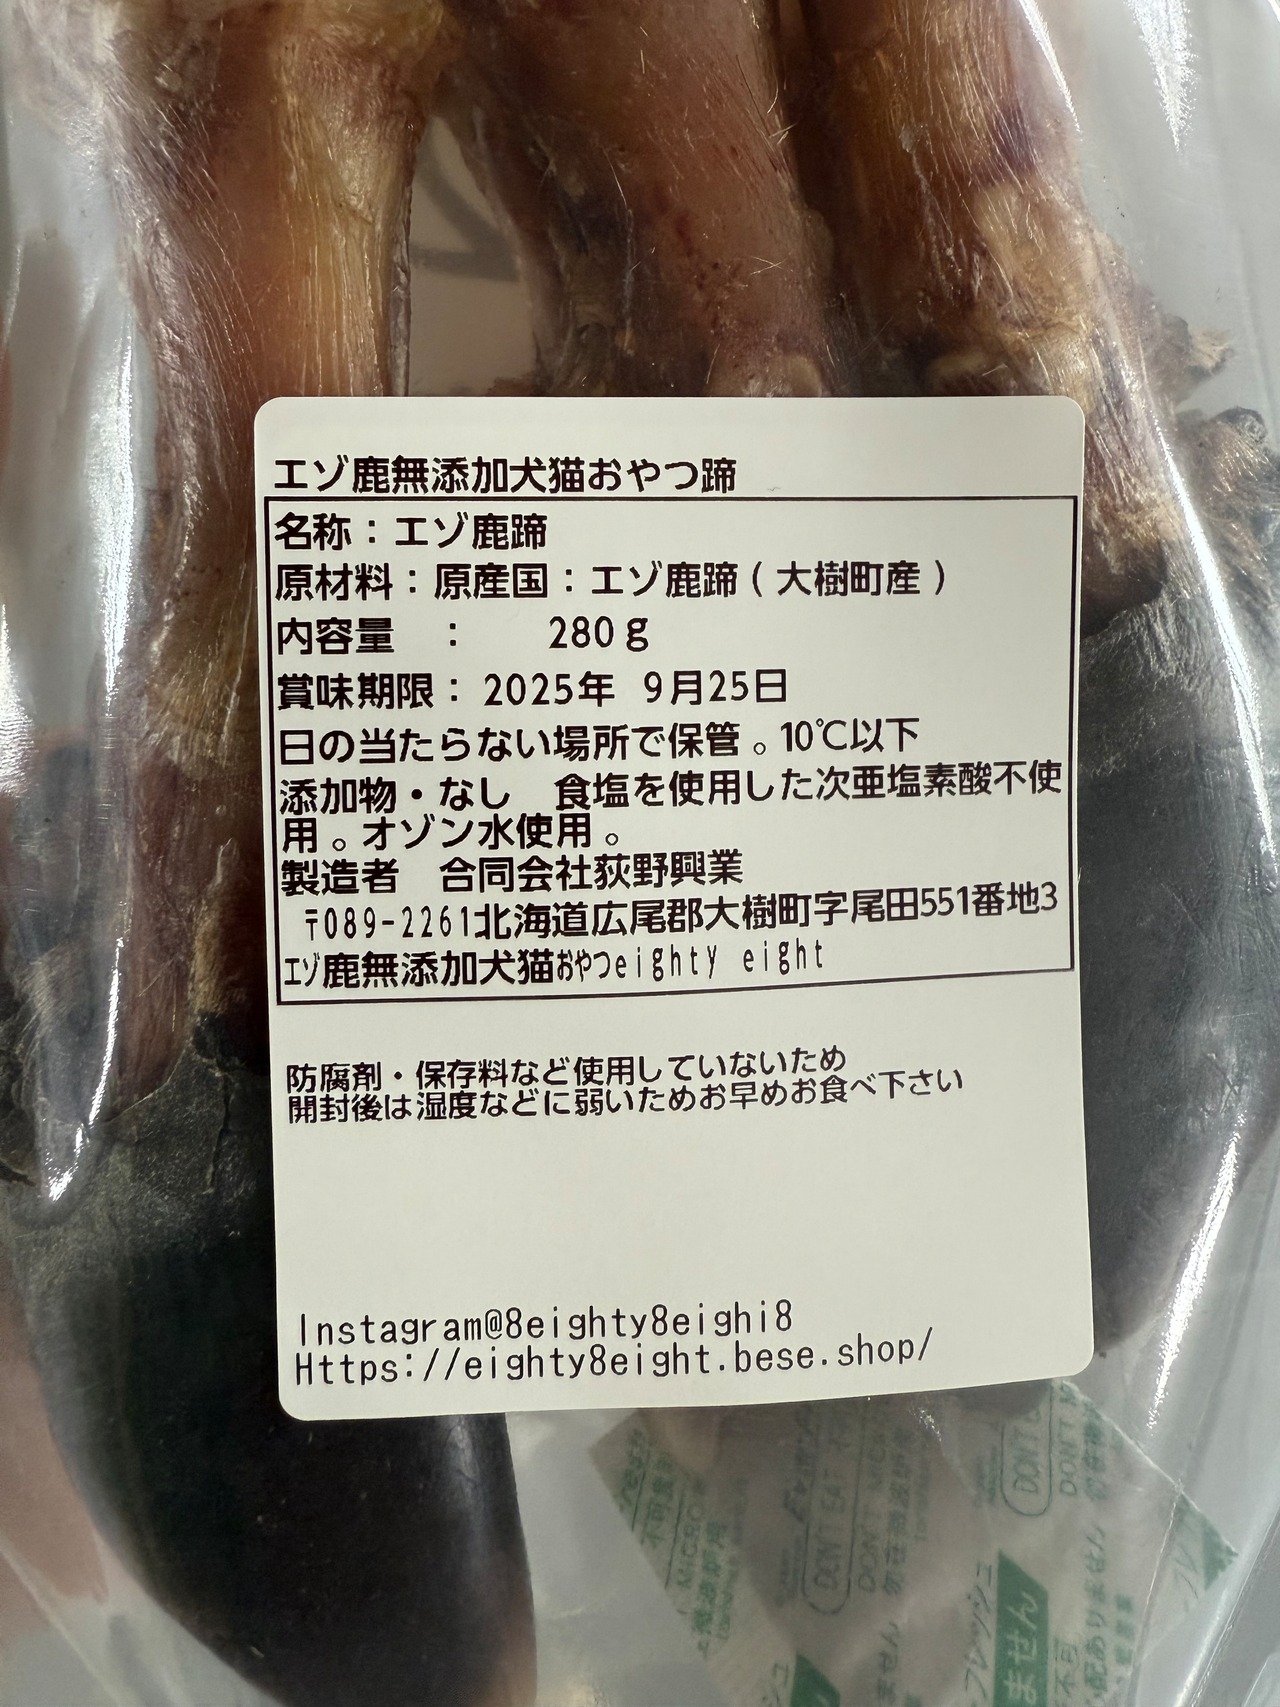 エゾ鹿無添加犬猫おやつ蹄
名称：エゾ鹿蹄
原材料：原産国：エゾ鹿蹄（大樹町産）
内容量　：　　280ｇ
賞味期限：2025年 9月25日
日の当たらない場所で保管。10℃以下
添加物・なし　食塩を使用した次亜塩素酸不使
用。オゾン水使用。
製造者　合同会社荻野興業
〒089-2261北海道広尾郡大樹町字尾田551番地3
ｴｿﾞ鹿無添加犬猫おやつeighty eight
防腐剤・保存料など使用していないため
開封後は湿度などに弱いためお早めお食べ下さい
Instagram@8eighty8eighi8
Https://eighty8eight.bese.shop/
DON'T EAT
ません
不可